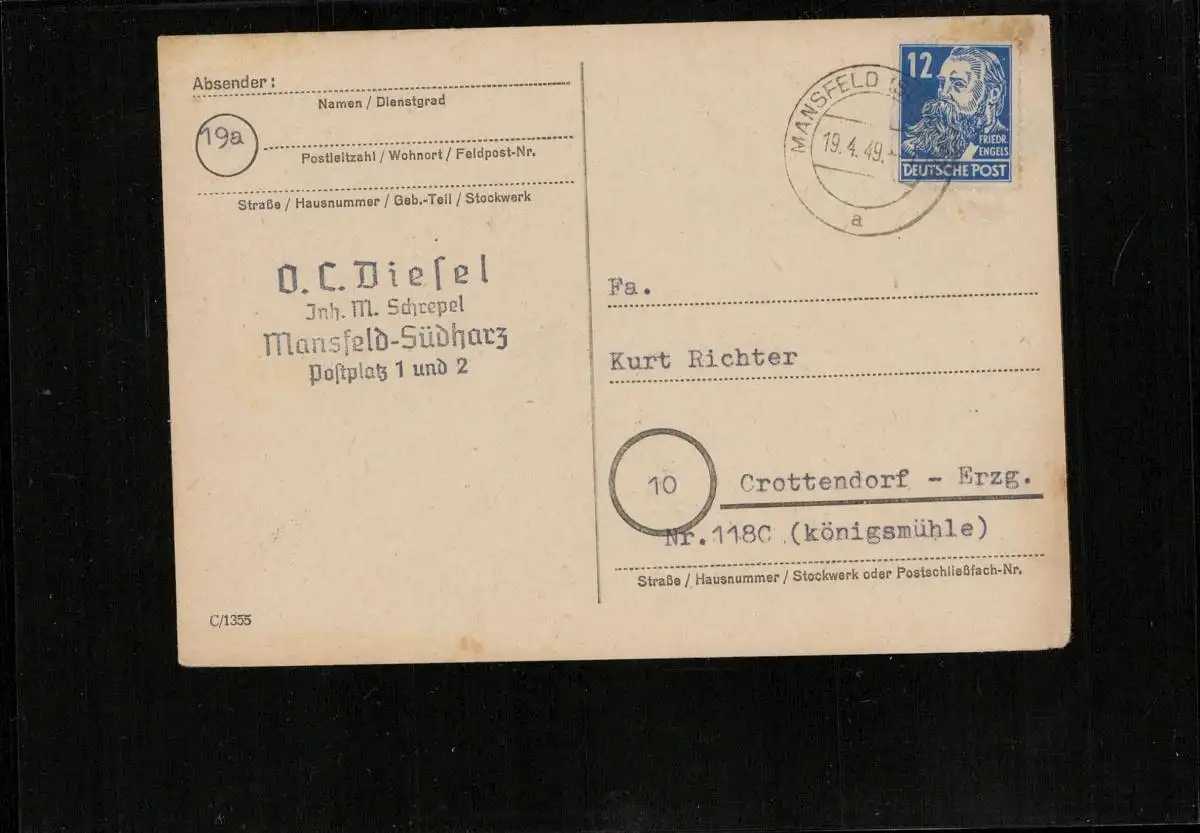 Absender:
Namen / Dienstgrad
19a
Postleitzahl / Wohnort / Feldpost-Nr.
Straße / Hausnummer / Geb.-Teil / Stockwerk
O. C. Dieſel
Inh. M. Schrepel
Mansfeld-Südharz
Poſtplatz 1 und 2
C/1355
MANSFELD
19.4.49.
a
12
FRIEDR.
ENGELS
DEUTSCHE POST
Fa.
Kurt Richter
10
Crottendorf - Erzg.
Nr.118C (königsmühle)
Straße / Hausnummer / Stockwerk oder Postschließfach-Nr.